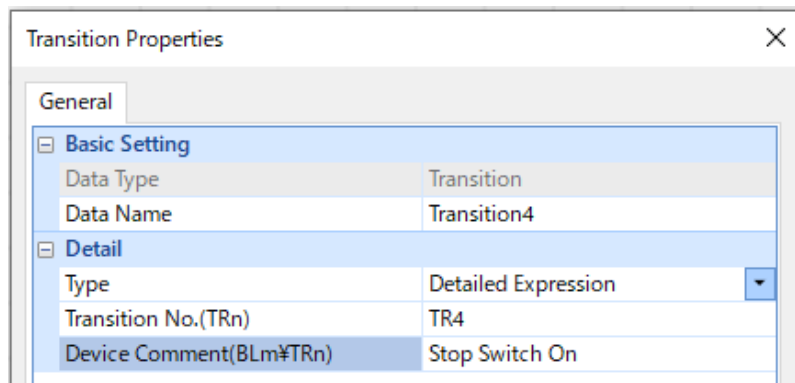 Transition Properties
General
Basic Setting
Data Type Transition
Data Name Transition4
Detail
Type Detailed Expression
Transition No.(TRn) TR4
Device Comment(BLm¥TRn) Stop Switch On